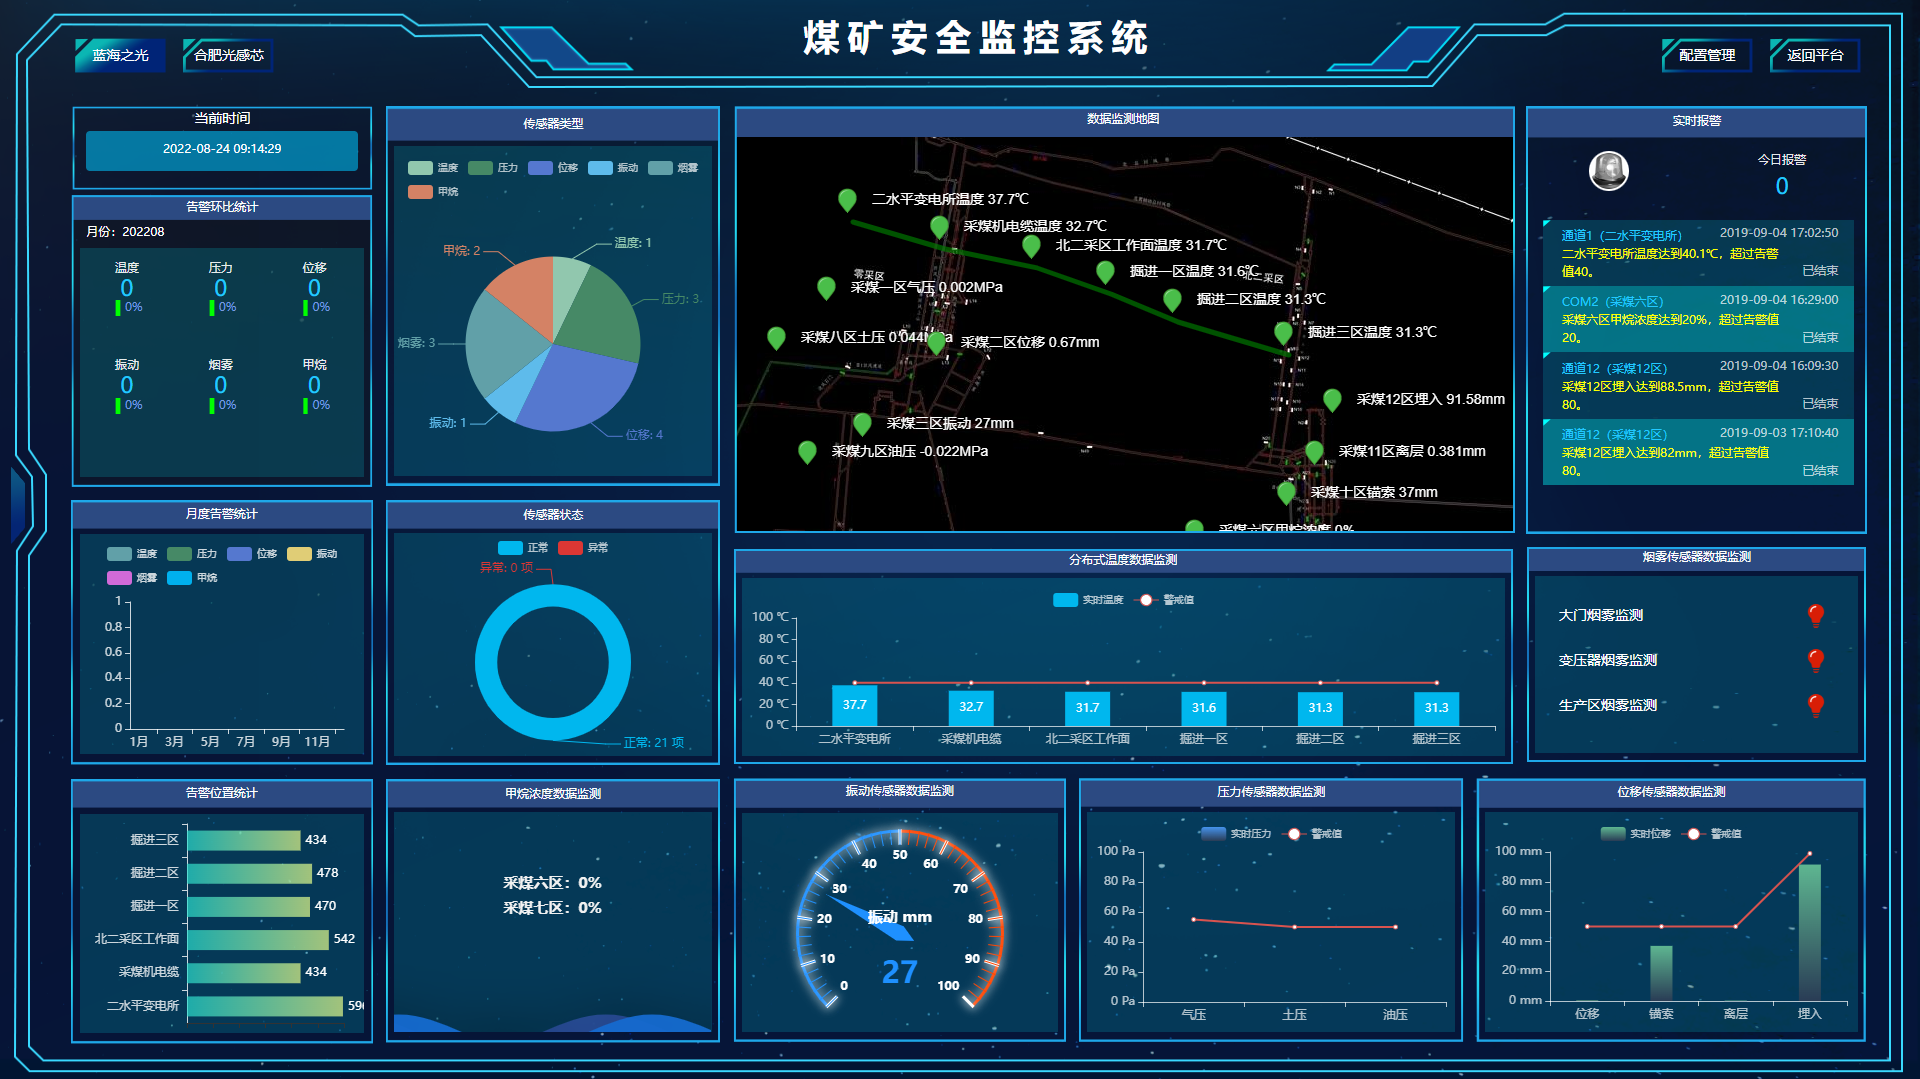 煤矿安全监控系统
蓝海之光
合肥光感芯
配置管理
返回平台
当前时间
2022-08-24 09:14:29
告警环比统计
月份：202208
温度 压力 位移
0 0 0
0% 0% 0%
振动 烟雾 甲烷
0 0 0
0% 0% 0%
传感器类型
温度 压力 位移 振动 烟雾
甲烷
温度: 1
甲烷: 2
压力: 3.
烟雾: 3
振动: 1
位移: 4
数据监测地图
二水平变电所温度 37.7℃
采煤机电缆温度 32.7℃
北二采区工作面温度 31.7℃
掘进一区温度 31.6℃
北二采区
零采区
采煤一区气压 0.002MPa
掘进二区温度 31.3℃
掘进三区温度 31.3℃
采煤八区土压 0.044MPa
采煤二区位移 0.67mm
采煤12区埋入 91.58mm
采煤三区振动 27mm
采煤九区油压 -0.022MPa
采煤11区离层 0.381mm
采煤十区锚索 37mm
采煤六区甲烷浓度 0%
实时报警
今日报警
0
通道1（二水平变电所） 2019-09-04 17:02:50
二水平变电所温度达到40.1℃，超过告警
值40。 已结束
COM2（采煤六区） 2019-09-04 16:29:00
采煤六区甲烷浓度达到20%，超过告警值
20。 已结束
通道12（采煤12区） 2019-09-04 16:09:30
采煤12区埋入达到88.5mm，超过告警值
80。 已结束
通道12（采煤12区） 2019-09-03 17:10:40
采煤12区埋入达到82mm，超过告警值
80。 已结束
月度告警统计
温度 压力 位移 振动
烟雾 甲烷
1
0.8
0.6
0.4
0.2
0
1月 3月 5月 7月 9月 11月
传感器状态
正常 异常
异常: 0 项
正常: 21 项
分布式温度数据监测
实时温度 警戒值
100 ℃
80 ℃
60 ℃
40 ℃
20 ℃
0 ℃
37.7 32.7 31.7 31.6 31.3 31.3
二水平变电所 采煤机电缆 北二采区工作面 掘进一区 掘进二区 掘进三区
烟雾传感器数据监测
大门烟雾监测
变压器烟雾监测
生产区烟雾监测
告警位置统计
掘进三区 434
掘进二区 478
掘进一区 470
北二采区工作面 542
采煤机电缆 434
二水平变电所 596
甲烷浓度数据监测
采煤六区：0%
采煤七区：0%
振动传感器数据监测
0 10 20 30 40 50 60 70 80 90 100
振动 mm
27
压力传感器数据监测
实时压力 警戒值
100 Pa
80 Pa
60 Pa
40 Pa
20 Pa
0 Pa
气压 土压 油压
位移传感器数据监测
实时位移 警戒值
100 mm
80 mm
60 mm
40 mm
20 mm
0 mm
位移 锚索 离层 埋入